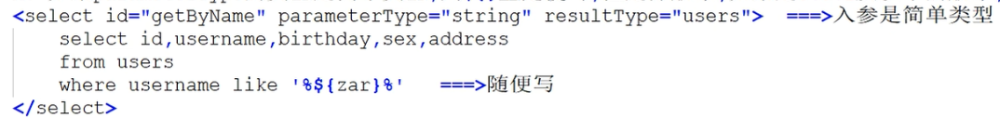 <select id="getByName" parameterType="string" resultType="users">  ===>入参是简单类型
select id,username,birthday,sex,address
from users
where username like '%${zar}%'   ===>随便写
</select>